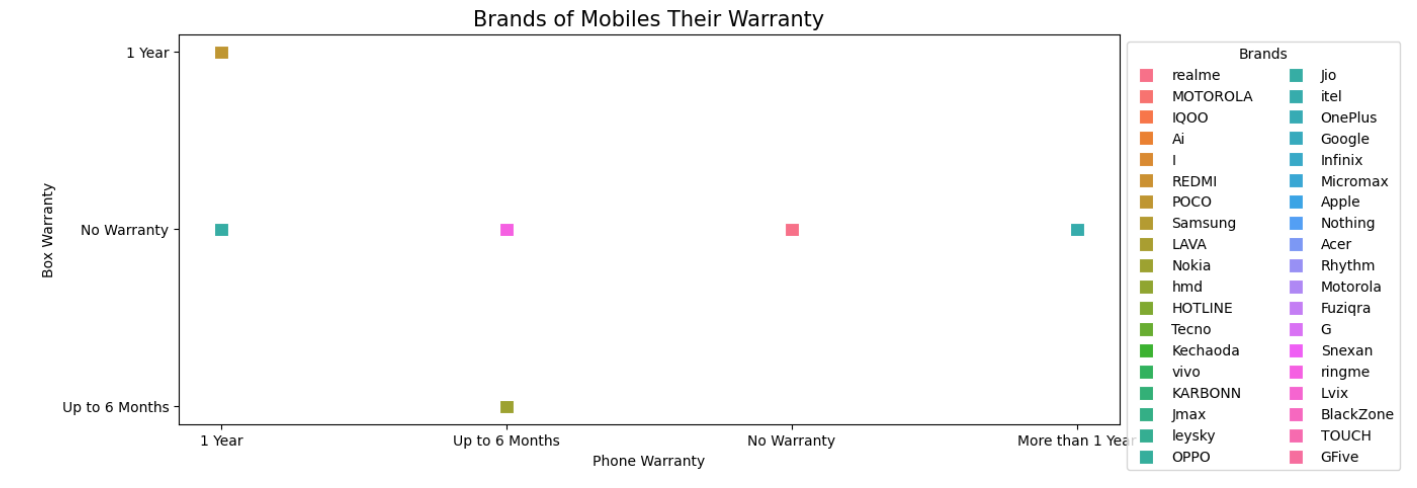 Brands of Mobiles Their Warranty
Box Warranty
1 Year
No Warranty
Up to 6 Months
1 Year
Up to 6 Months
No Warranty
More than 1 Year
Phone Warranty
Brands
realme
MOTOROLA
IQOO
Ai
I
REDMI
POCO
Samsung
LAVA
Nokia
hmd
HOTLINE
Tecno
Kechaoda
vivo
KARBONN
Jmax
leysky
OPPO
Jio
itel
OnePlus
Google
Infinix
Micromax
Apple
Nothing
Acer
Rhythm
Motorola
Fuziqra
G
Snexan
ringme
Lvix
BlackZone
TOUCH
GFive